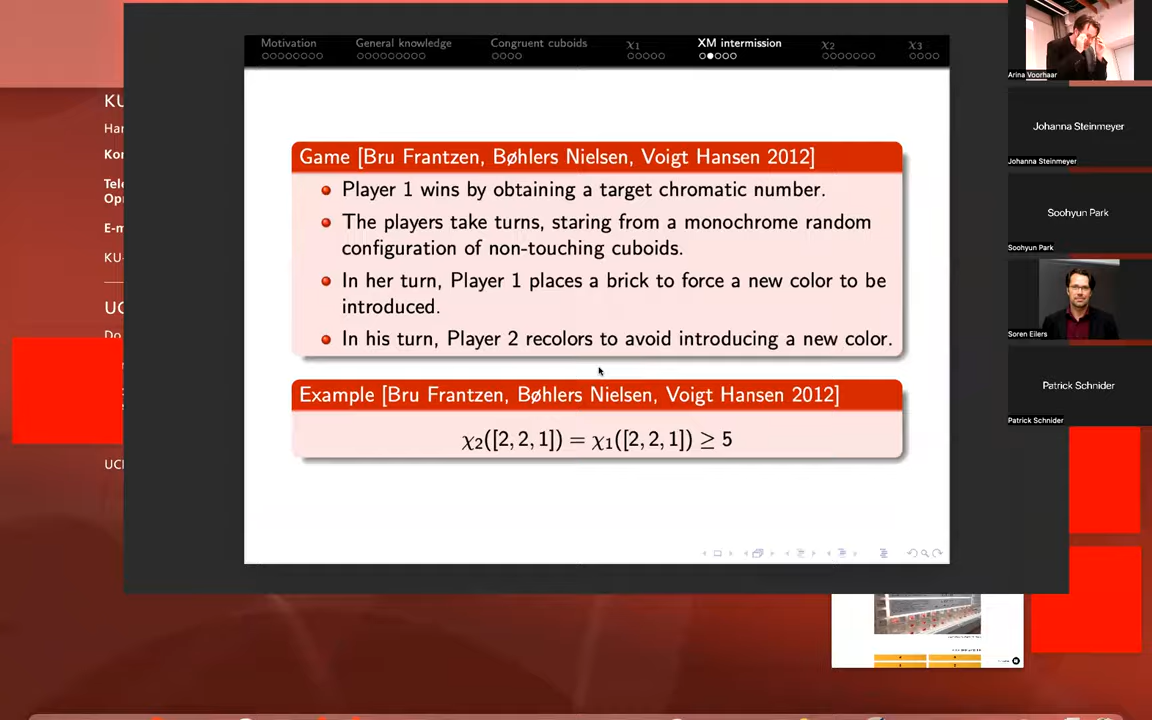 Motivation
General knowledge
Congruent cuboids
χ1
XM intermission
χ2
χ3
Game [Bru Frantzen, Bøhlers Nielsen, Voigt Hansen 2012]
Player 1 wins by obtaining a target chromatic number.
The players take turns, staring from a monochrome random
configuration of non-touching cuboids.
In her turn, Player 1 places a brick to force a new color to be
introduced.
In his turn, Player 2 recolors to avoid introducing a new color.
Example [Bru Frantzen, Bøhlers Nielsen, Voigt Hansen 2012]
χ2([2, 2, 1]) = χ1([2, 2, 1]) ≥ 5
KU
Har
Kor
Tele
Opr
E-m
KU-
UC
Do
UCI
Arina Voorhaar
Johanna Steinmeyer
Johanna Steinmeyer
Soohyun Park
Soohyun Park
Soren Eilers
Patrick Schnider
Patrick Schnider